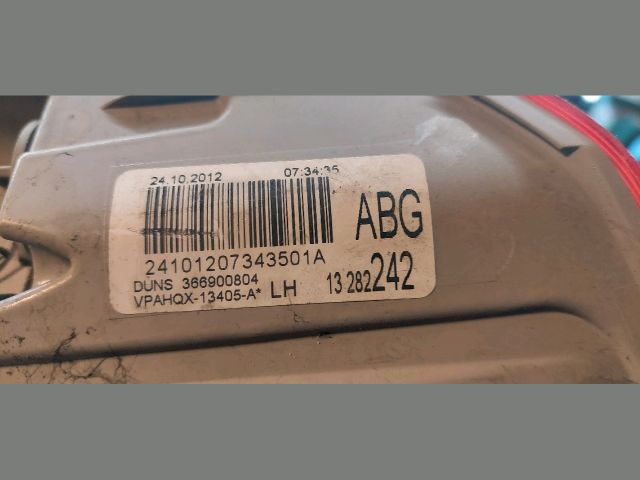 24.10.2012 07:34:35
ABG
24101207343501A
DUNS 366900804
VPAHQX-13405-A* LH 13 282 242